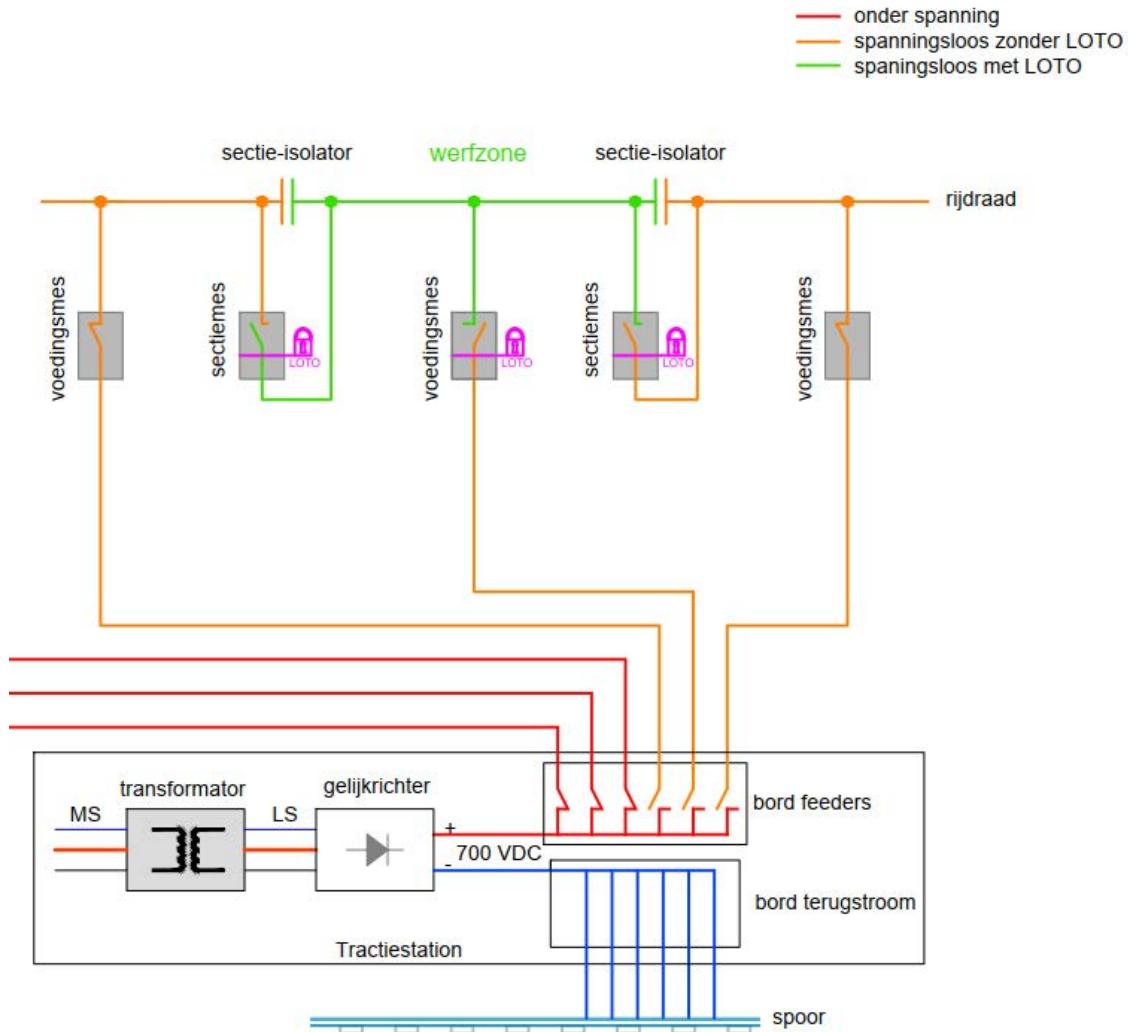 onder spanning
spanningsloos zonder LOTO
spaningsloos met LOTO
sectie-isolator
werfzone
sectie-isolator
rijdraad
voedingsmes
sectiemes
LOTO
voedingsmes
LOTO
sectiemes
LOTO
voedingsmes
transformator
gelijkrichter
MS
LS
+
-
700 VDC
bord feeders
bord terugstroom
Tractiestation
spoor